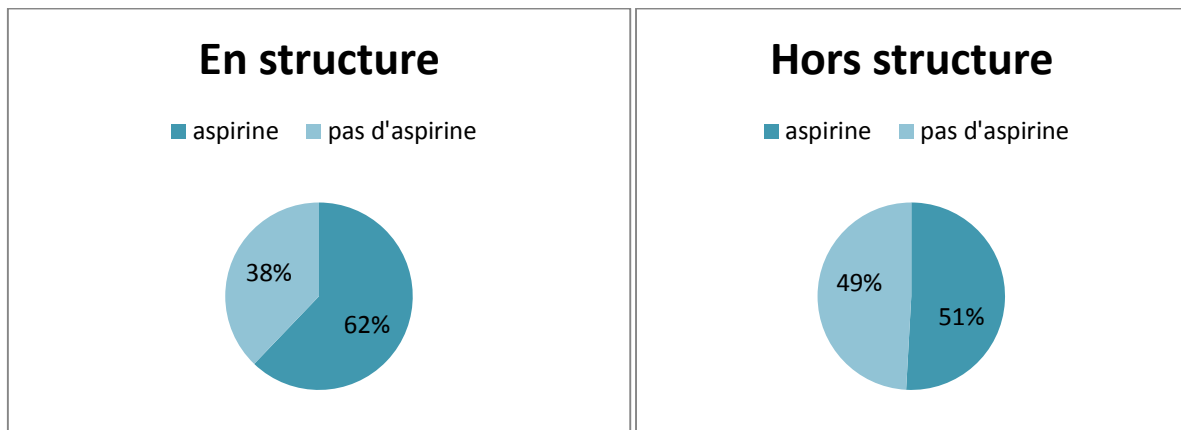 En structure
aspirine pas d'aspirine
38%
62%
Hors structure
aspirine pas d'aspirine
49%
51%